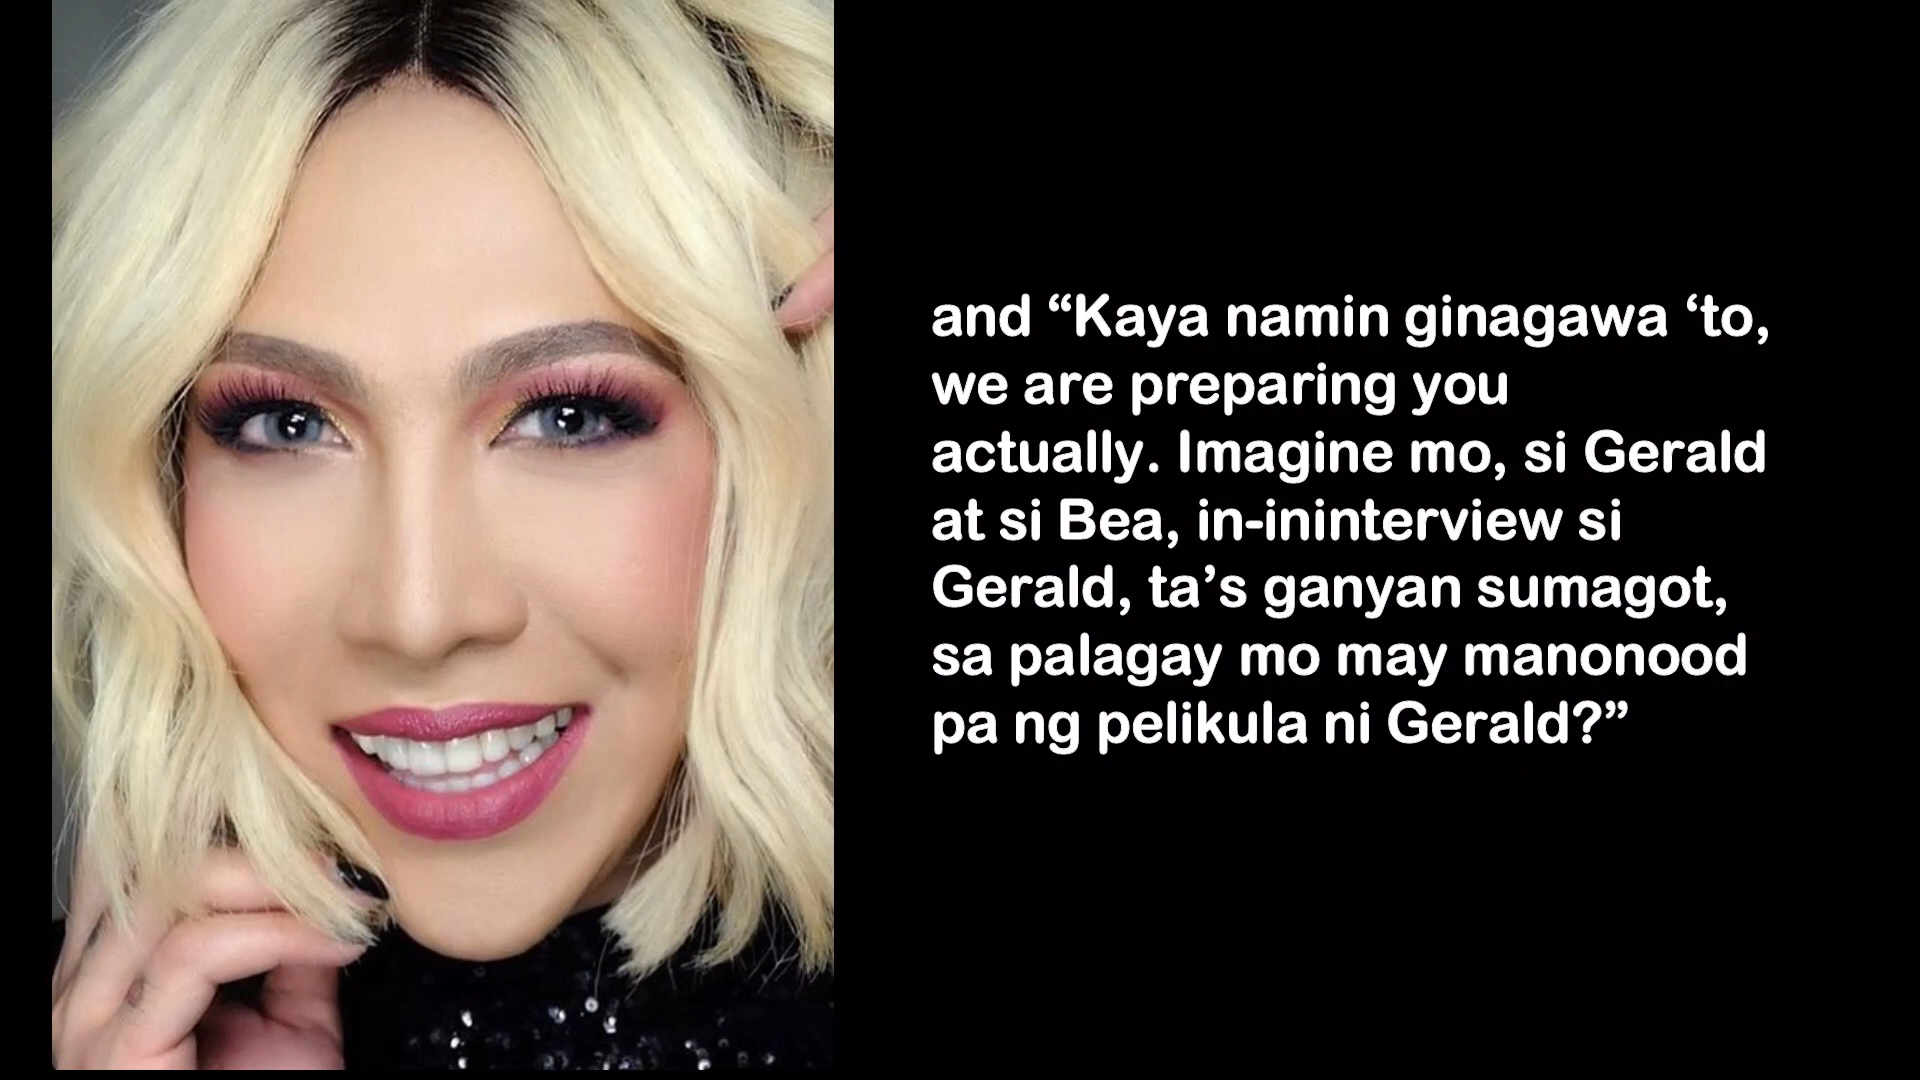 and “Kaya namin ginagawa ‘to,
we are preparing you
actually. Imagine mo, si Gerald
at si Bea, in-ininterview si
Gerald, ta’s ganyan sumagot,
sa palagay mo may manonood
pa ng pelikula ni Gerald?”